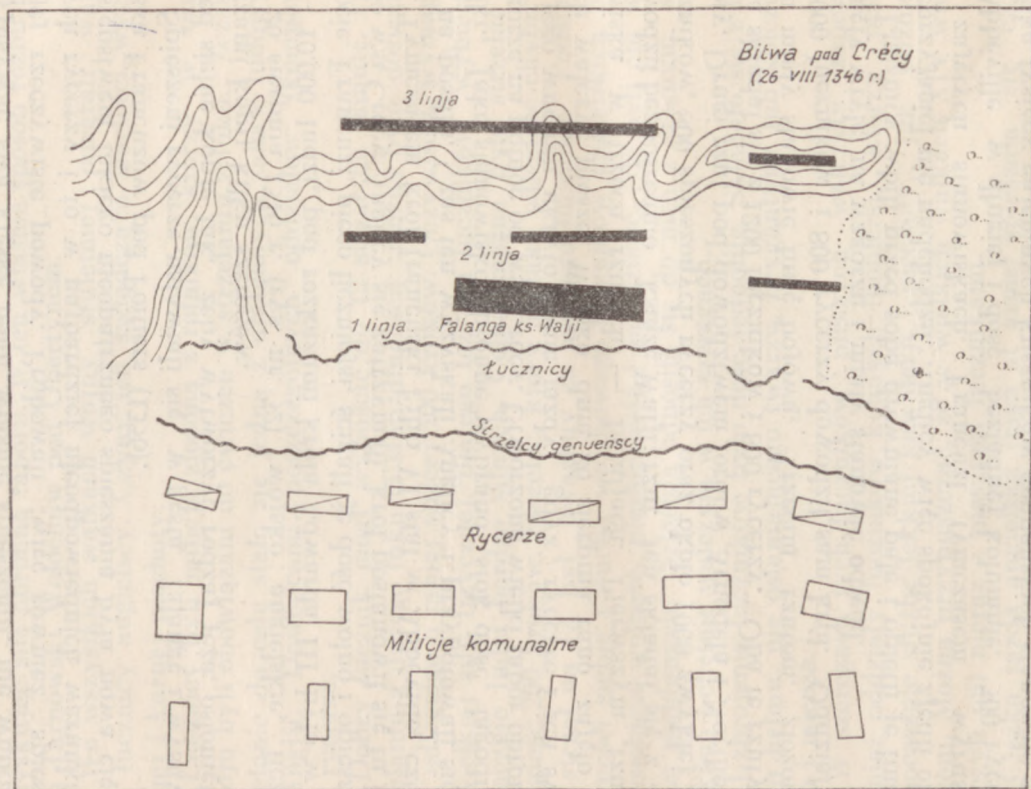 Bitwa pod Crécy
(26 VIII 1346 r.)
3 linja
2 linja
1 linja. Falanga ks. Walji
Łucznicy
Strzelcy genueńscy
Rycerze
Milicje komunalne